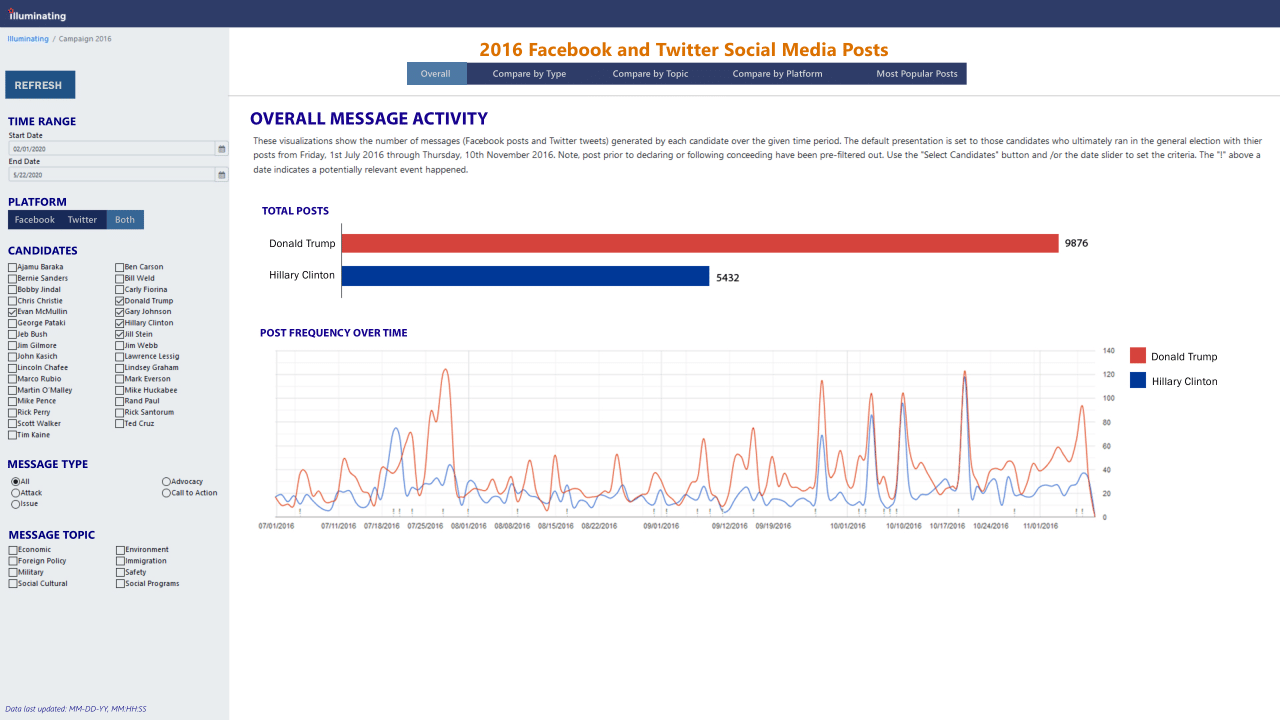 illuminating
Illuminating / Campaign 2016
REFRESH
TIME RANGE
Start Date
02/01/2020
End Date
5/22/2020
PLATFORM
Facebook Twitter Both
CANDIDATES
Ajamu Baraka Ben Carson
Bernie Sanders Bill Weld
Bobby Jindal Carly Fiorina
Chris Christie Donald Trump
Evan McMullin Gary Johnson
George Pataki Hillary Clinton
Jeb Bush Jill Stein
Jim Gilmore Jim Webb
John Kasich Lawrence Lessig
Lincoln Chafee Lindsey Graham
Marco Rubio Mark Everson
Martin O'Malley Mike Huckabee
Mike Pence Rand Paul
Rick Perry Rick Santorum
Scott Walker Ted Cruz
Tim Kaine
MESSAGE TYPE
All Advocacy
Attack Call to Action
Issue
MESSAGE TOPIC
Economic Environment
Foreign Policy Immigration
Military Safety
Social Cultural Social Programs
Data last updated: MM-DD-YY, MM:HH:SS
2016 Facebook and Twitter Social Media Posts
Overall Compare by Type Compare by Topic Compare by Platform Most Popular Posts
OVERALL MESSAGE ACTIVITY
These visualizations show the number of messages (Facebook posts and Twitter tweets) generated by each candidate over the given time period. The default presentation is set to those candidates who ultimately ran in the general election with thier
posts from Friday, 1st July 2016 through Thursday, 10th November 2016. Note, post prior to declaring or following conceeding have been pre-filtered out. Use the "Select Candidates" button and /or the date slider to set the criteria. The "!" above a
date indicates a potentially relevant event happened.
TOTAL POSTS
Donald Trump 9876
Hillary Clinton 5432
POST FREQUENCY OVER TIME
140
120
100
80
60
40
20
0
07/01/2016 07/11/2016 07/18/2016 07/25/2016 08/01/2016 08/08/2016 08/15/2016 08/22/2016 09/01/2016 09/12/2016 09/19/2016 10/01/2016 10/10/2016 10/17/2016 10/24/2016 11/01/2016
Donald Trump
Hillary Clinton